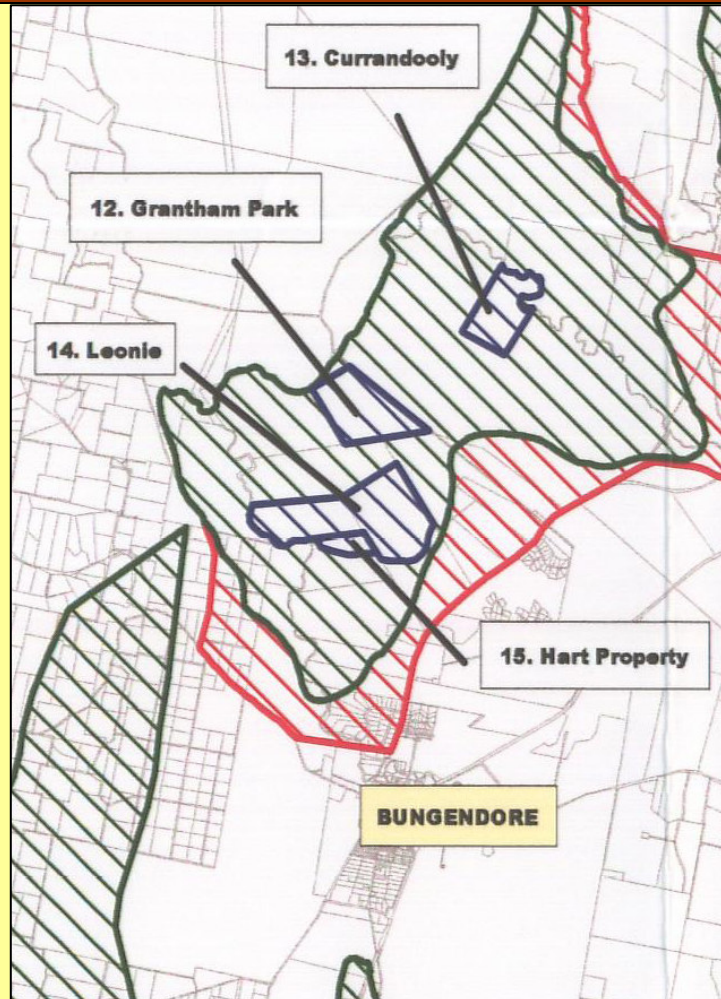 13. Currandooly
12. Grantham Park
14. Leonie
15. Hart Property
BUNGENDORE